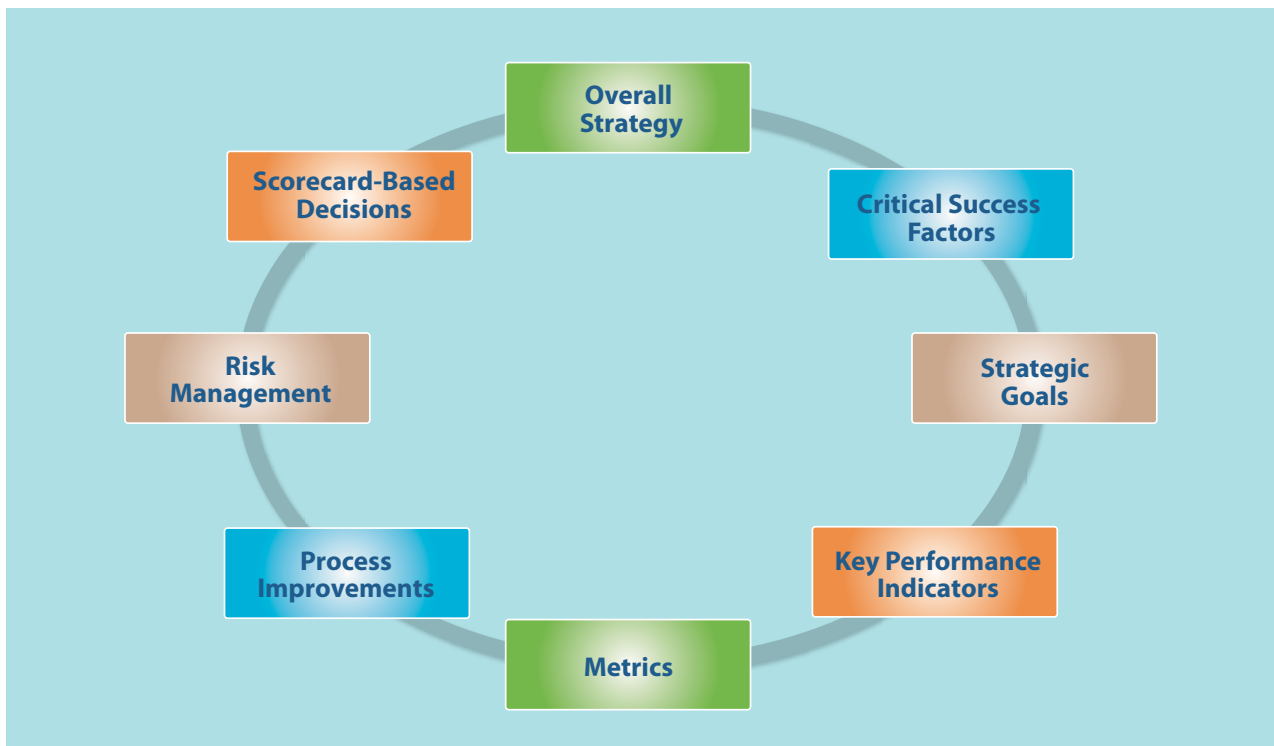 Overall
Strategy
Critical Success
Factors
Strategic
Goals
Key Performance
Indicators
Metrics
Process
Improvements
Risk
Management
Scorecard-Based
Decisions